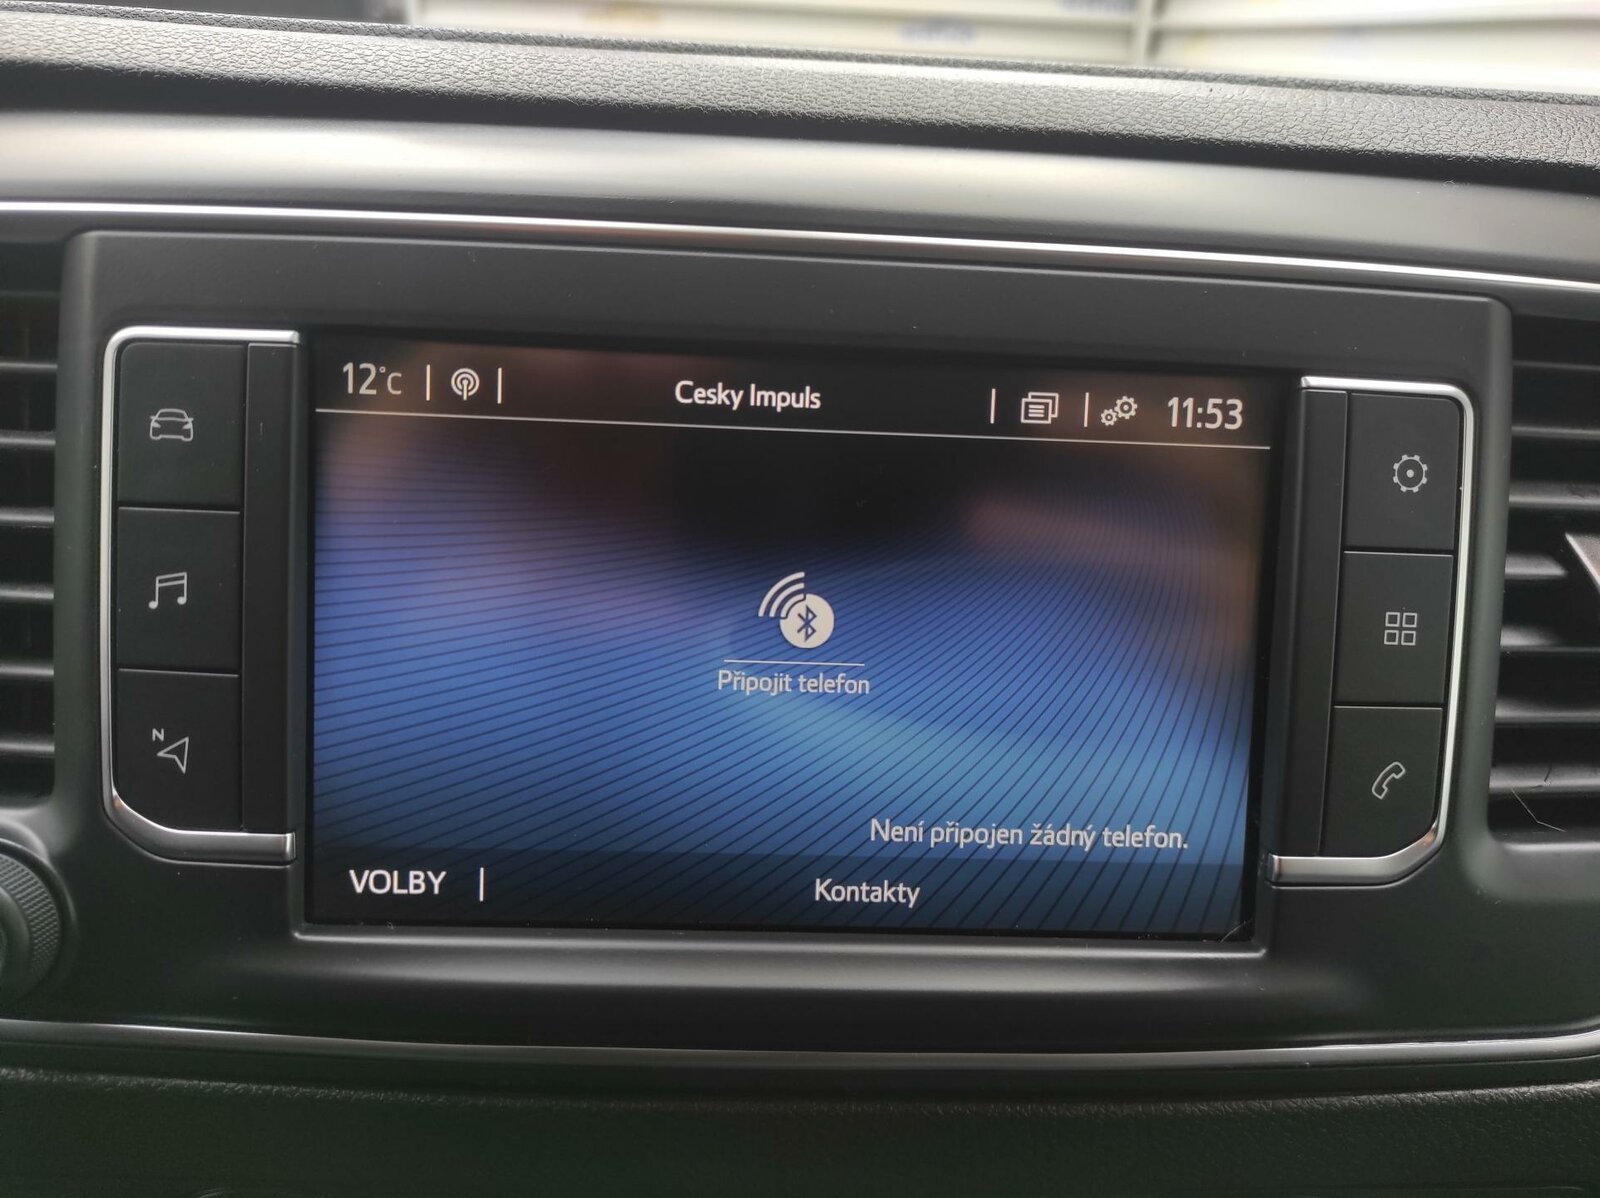 12°C Cesky Impuls 11:53
N
Připojit telefon
Není připojen žádný telefon.
VOLBY Kontakty